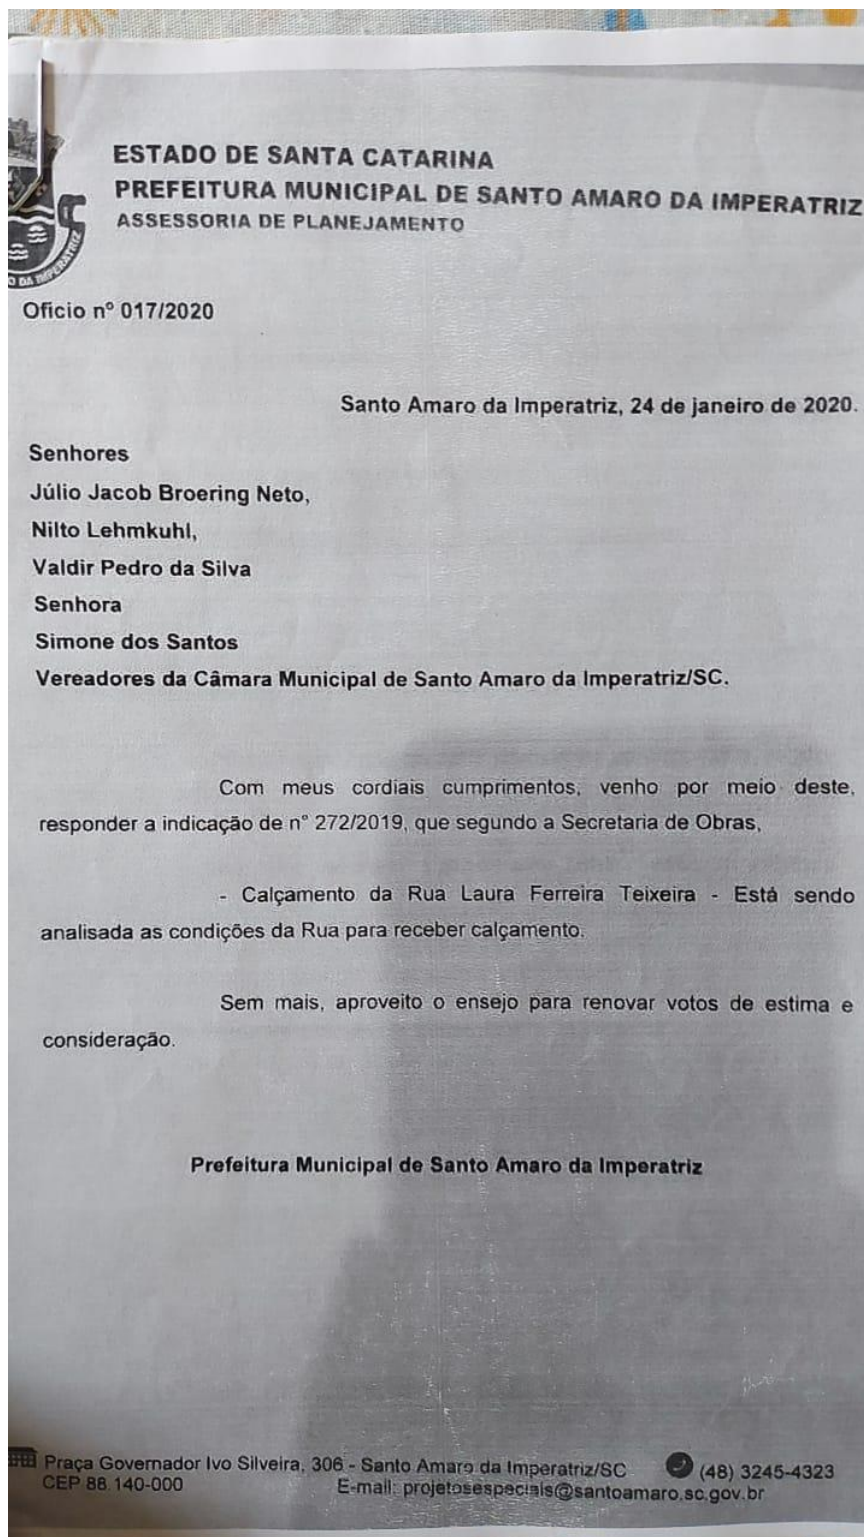 ESTADO DE SANTA CATARINA
PREFEITURA MUNICIPAL DE SANTO AMARO DA IMPERATRIZ
ASSESSORIA DE PLANEJAMENTO
O DA IMPERATRIZ
Oficio nº 017/2020
Santo Amaro da Imperatriz, 24 de janeiro de 2020.
Senhores
Júlio Jacob Broering Neto,
Nilto Lehmkuhl,
Valdir Pedro da Silva
Senhora
Simone dos Santos
Vereadores da Câmara Municipal de Santo Amaro da Imperatriz/SC.
Com meus cordiais cumprimentos, venho por meio deste,
responder a indicação de n° 272/2019, que segundo a Secretaria de Obras,
- Calçamento da Rua Laura Ferreira Teixeira - Está sendo
analisada as condições da Rua para receber calçamento.
Sem mais, aproveito o ensejo para renovar votos de estima e
consideração.
Prefeitura Municipal de Santo Amaro da Imperatriz
Praça Governador Ivo Silveira, 306 - Santo Amaro da Imperatriz/SC (48) 3245-4323
CEP 88.140-000 E-mail: projetosespeciais@santoamaro.sc.gov.br